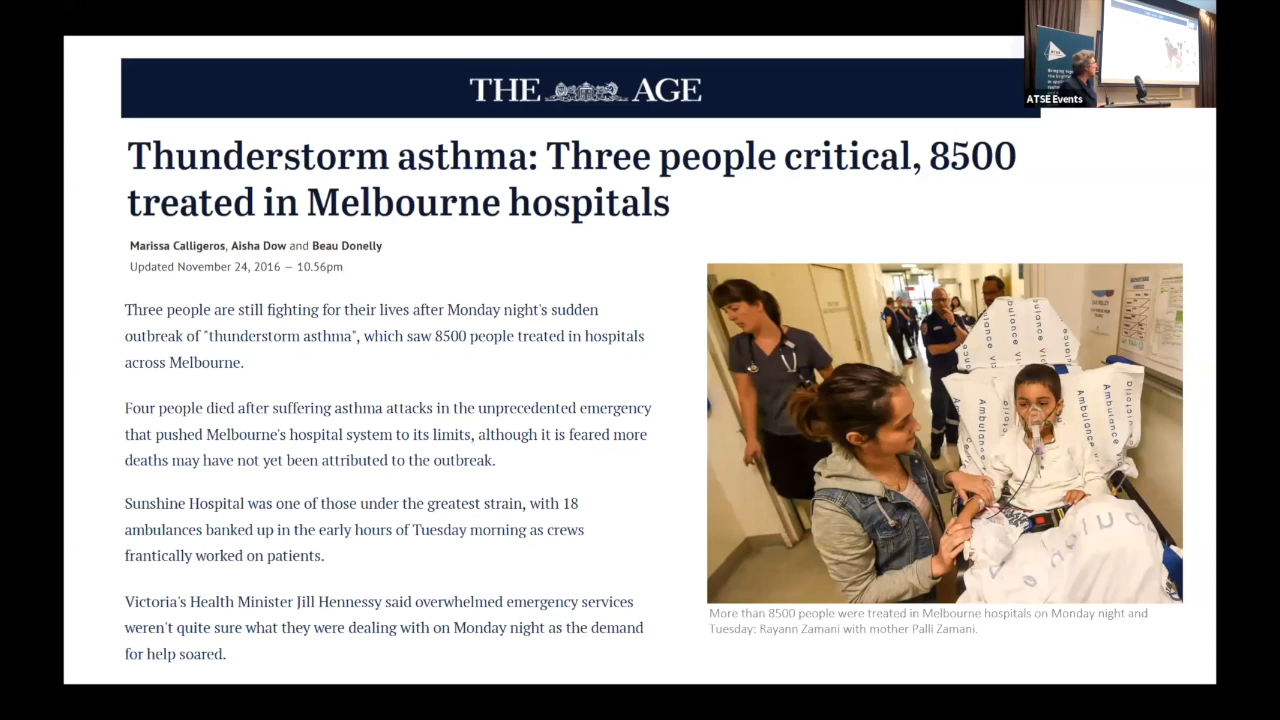 THE AGE
ATSE Events
Thunderstorm asthma: Three people critical, 8500
treated in Melbourne hospitals
Marissa Calligeros, Aisha Dow and Beau Donelly
Updated November 24, 2016 — 10.56pm
Three people are still fighting for their lives after Monday night's sudden
outbreak of "thunderstorm asthma", which saw 8500 people treated in hospitals
across Melbourne.
Four people died after suffering asthma attacks in the unprecedented emergency
that pushed Melbourne's hospital system to its limits, although it is feared more
deaths may have not yet been attributed to the outbreak.
Sunshine Hospital was one of those under the greatest strain, with 18
ambulances banked up in the early hours of Tuesday morning as crews
frantically worked on patients.
Victoria's Health Minister Jill Hennessy said overwhelmed emergency services
weren't quite sure what they were dealing with on Monday night as the demand
for help soared.
Ambulance Vic
Ambulance
Ambulance Vic
More than 8500 people were treated in Melbourne hospitals on Monday night and
Tuesday: Rayann Zamani with mother Palli Zamani.